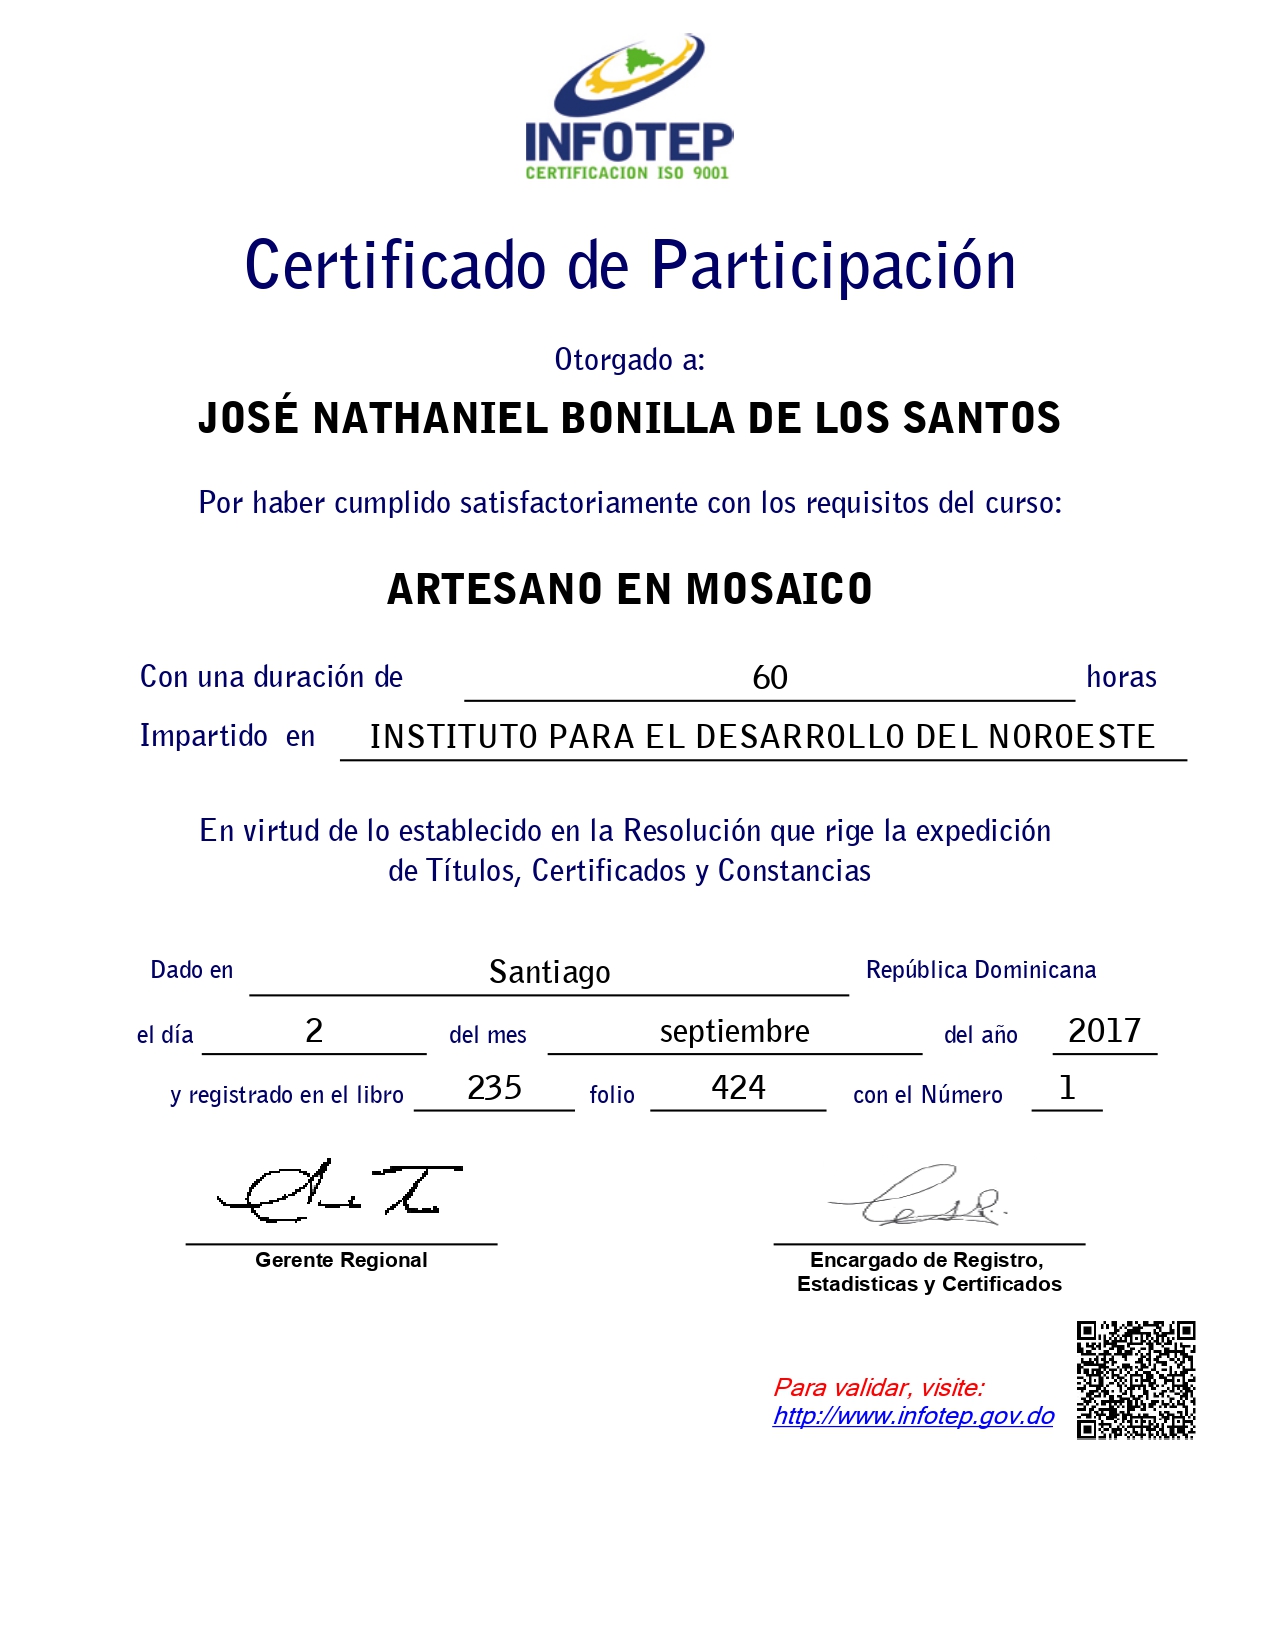 INFOTEP
CERTIFICACION ISO 9001
Certificado de Participación
Otorgado a:
JOSÉ NATHANIEL BONILLA DE LOS SANTOS
Por haber cumplido satisfactoriamente con los requisitos del curso:
ARTESANO EN MOSAICO
Con una duración de 60 horas
Impartido en INSTITUTO PARA EL DESARROLLO DEL NOROESTE
En virtud de lo establecido en la Resolución que rige la expedición
de Títulos, Certificados y Constancias
Dado en Santiago República Dominicana
el día 2 del mes septiembre del año 2017
y registrado en el libro 235 folio 424 con el Número 1
Gerente Regional
Encargado de Registro,
Estadisticas y Certificados
Para validar, visite:
http://www.infotep.gov.do